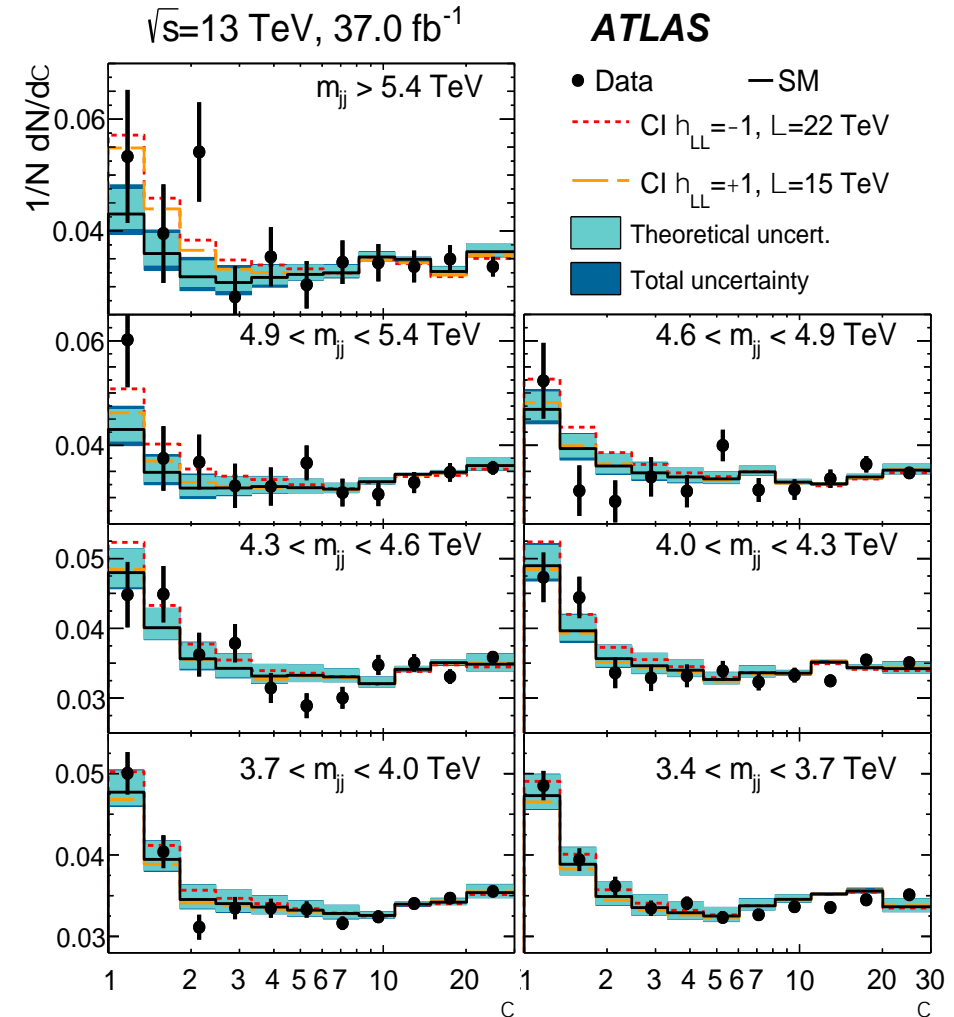 √s=13 TeV, 37.0 fb-1
ATLAS
1/N dN/dc
m_jj > 5.4 TeV
Data
SM
CI h_LL=-1, L=22 TeV
CI h_LL=+1, L=15 TeV
Theoretical uncert.
Total uncertainty
0.06
0.04
4.9 < m_jj < 5.4 TeV
4.6 < m_jj < 4.9 TeV
0.06
0.04
4.3 < m_jj < 4.6 TeV
4.0 < m_jj < 4.3 TeV
0.05
0.04
0.03
3.7 < m_jj < 4.0 TeV
3.4 < m_jj < 3.7 TeV
0.05
0.04
0.03
1 2 3 4 5 6 7 10 20 1 2 3 4 5 6 7 10 20 30
c c